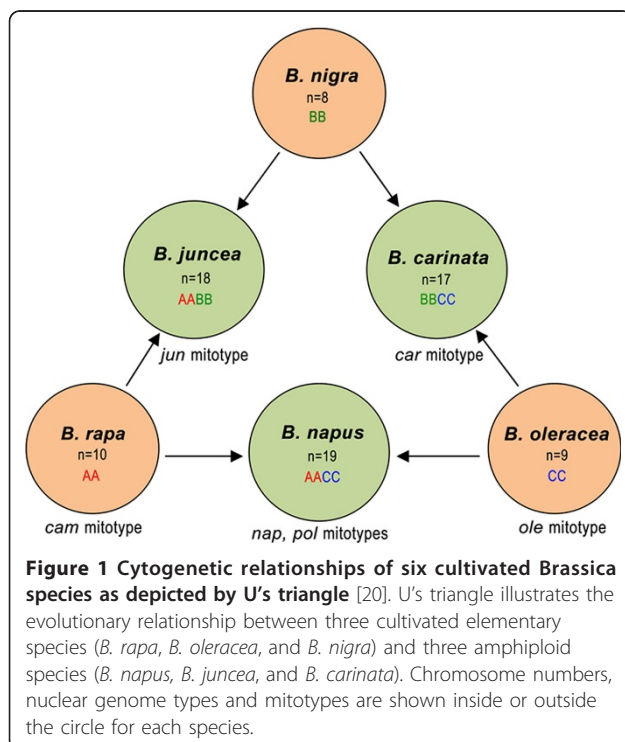 B. nigra
n=8
BB
B. juncea
n=18
AABB
jun mitotype
B. carinata
n=17
BBCC
car mitotype
B. rapa
n=10
AA
cam mitotype
B. napus
n=19
AACC
nap, pol mitotypes
B. oleracea
n=9
CC
ole mitotype
Figure 1 Cytogenetic relationships of six cultivated Brassica
species as depicted by U's triangle [20]. U's triangle illustrates the
evolutionary relationship between three cultivated elementary
species (B. rapa, B. oleracea, and B. nigra) and three amphiploid
species (B. napus, B. juncea, and B. carinata). Chromosome numbers,
nuclear genome types and mitotypes are shown inside or outside
the circle for each species.